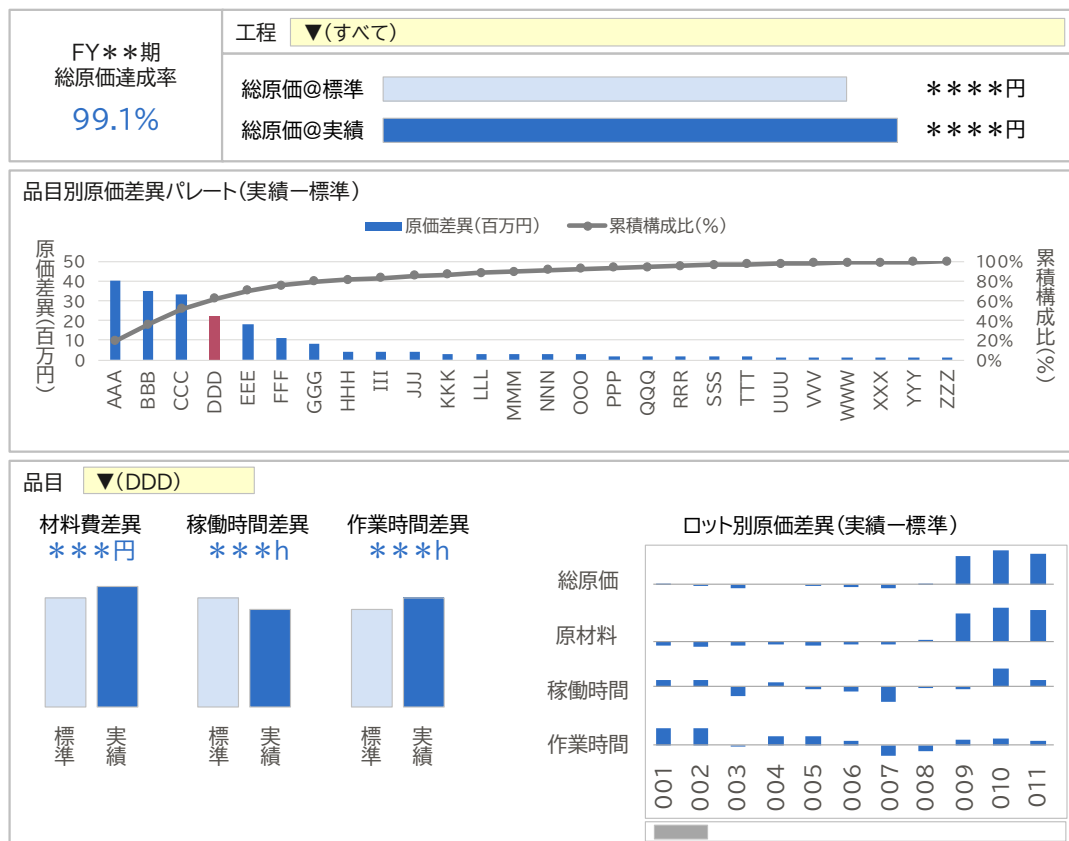 FY＊＊期
総原価達成率
99.1%
工程 ▼(すべて)
総原価@標準 ＊＊＊＊円
総原価@実績 ＊＊＊＊円
品目別原価差異パレート(実績ー標準)
原価差異(百万円) 累積構成比(%)
原価差異(百万円)
50
40
30
20
10
0
100%
80%
60%
40%
20%
0%
累積構成比(%)
AAA BBB CCC DDD EEE FFF GGG HHH III JJJ KKK LLL MMM NNN OOO PPP QQQ RRR SSS TTT UUU VVV WWW XXX YYY ZZZ
品目 ▼(DDD)
材料費差異 稼働時間差異 作業時間差異
＊＊＊円 ＊＊＊h ＊＊＊h
標準 実績 標準 実績 標準 実績
ロット別原価差異(実績ー標準)
総原価
原材料
稼働時間
作業時間
001 002 003 004 005 006 007 008 009 010 011